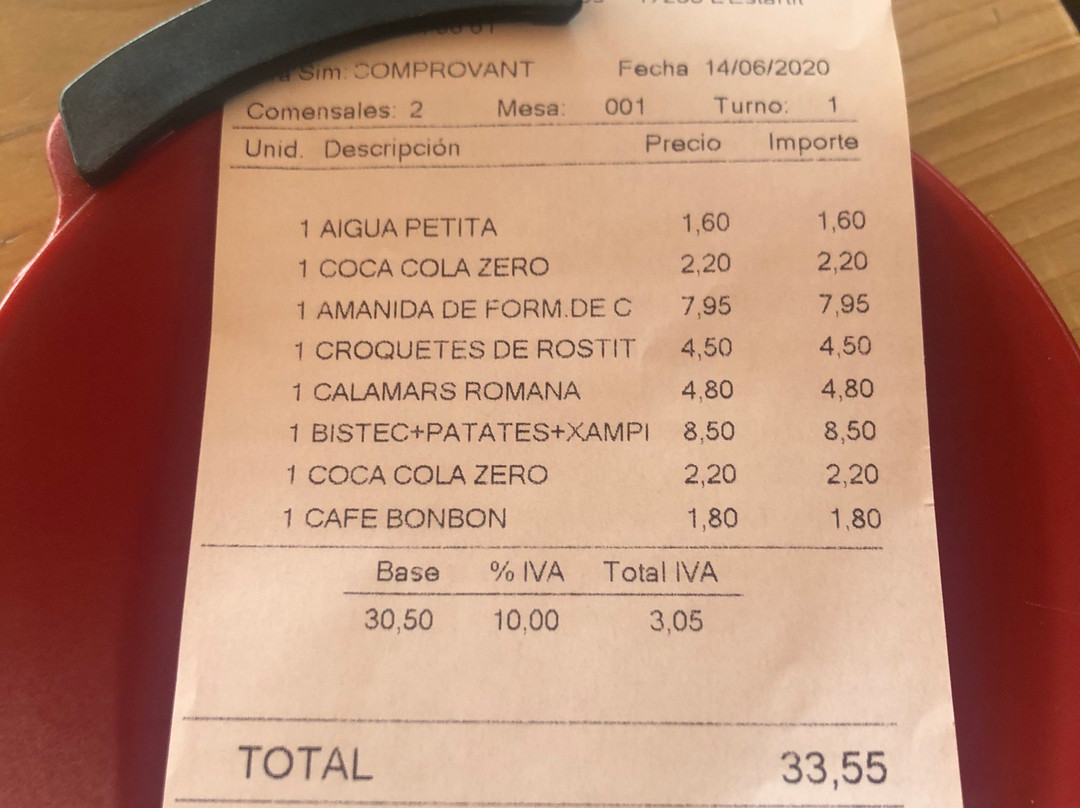 17258 L'Estartit
Sim: COMPROVANT Fecha 14/06/2020
Comensales: 2 Mesa: 001 Turno: 1
Unid. Descripción Precio Importe
1 AIGUA PETITA 1,60 1,60
1 COCA COLA ZERO 2,20 2,20
1 AMANIDA DE FORM.DE C 7,95 7,95
1 CROQUETES DE ROSTIT 4,50 4,50
1 CALAMARS ROMANA 4,80 4,80
1 BISTEC+PATATES+XAMPI 8,50 8,50
1 COCA COLA ZERO 2,20 2,20
1 CAFE BONBON 1,80 1,80
Base % IVA Total IVA
30,50 10,00 3,05
TOTAL 33,55